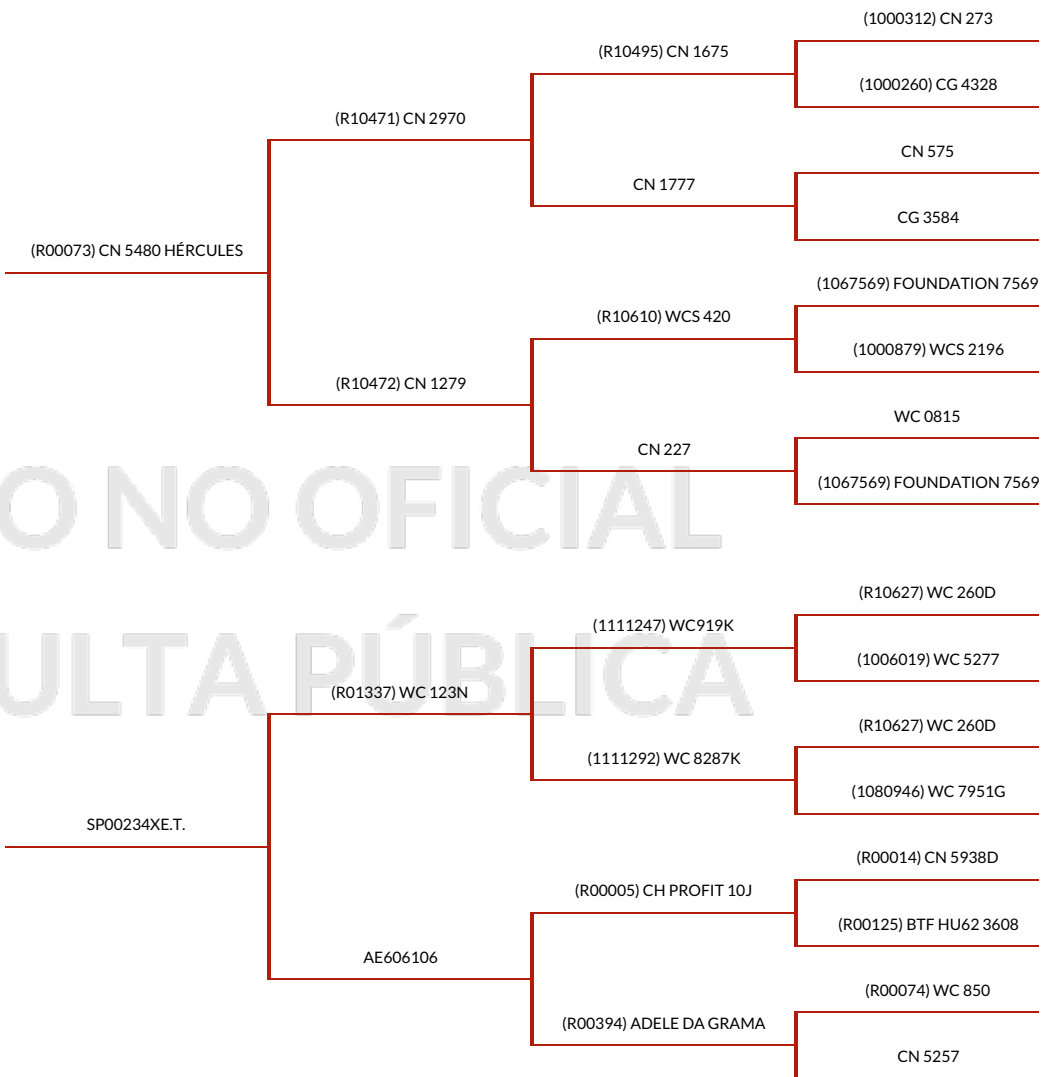 (1000312) CN 273
(R10495) CN 1675
(1000260) CG 4328
(R10471) CN 2970
CN 575
CN 1777
CG 3584
(R00073) CN 5480 HÉRCULES
(1067569) FOUNDATION 7569
(R10610) WCS 420
(1000879) WCS 2196
(R10472) CN 1279
WC 0815
CN 227
(1067569) FOUNDATION 7569
O NO OFICIAL
(R10627) WC 260D
(1111247) WC919K
(1006019) WC 5277
ULTA PÚBLICA
(R01337) WC 123N
(R10627) WC 260D
(1111292) WC 8287K
(1080946) WC 7951G
SP00234XE.T.
(R00014) CN 5938D
(R00005) CH PROFIT 10J
(R00125) BTF HU62 3608
AE606106
(R00074) WC 850
(R00394) ADELE DA GRAMA
CN 5257